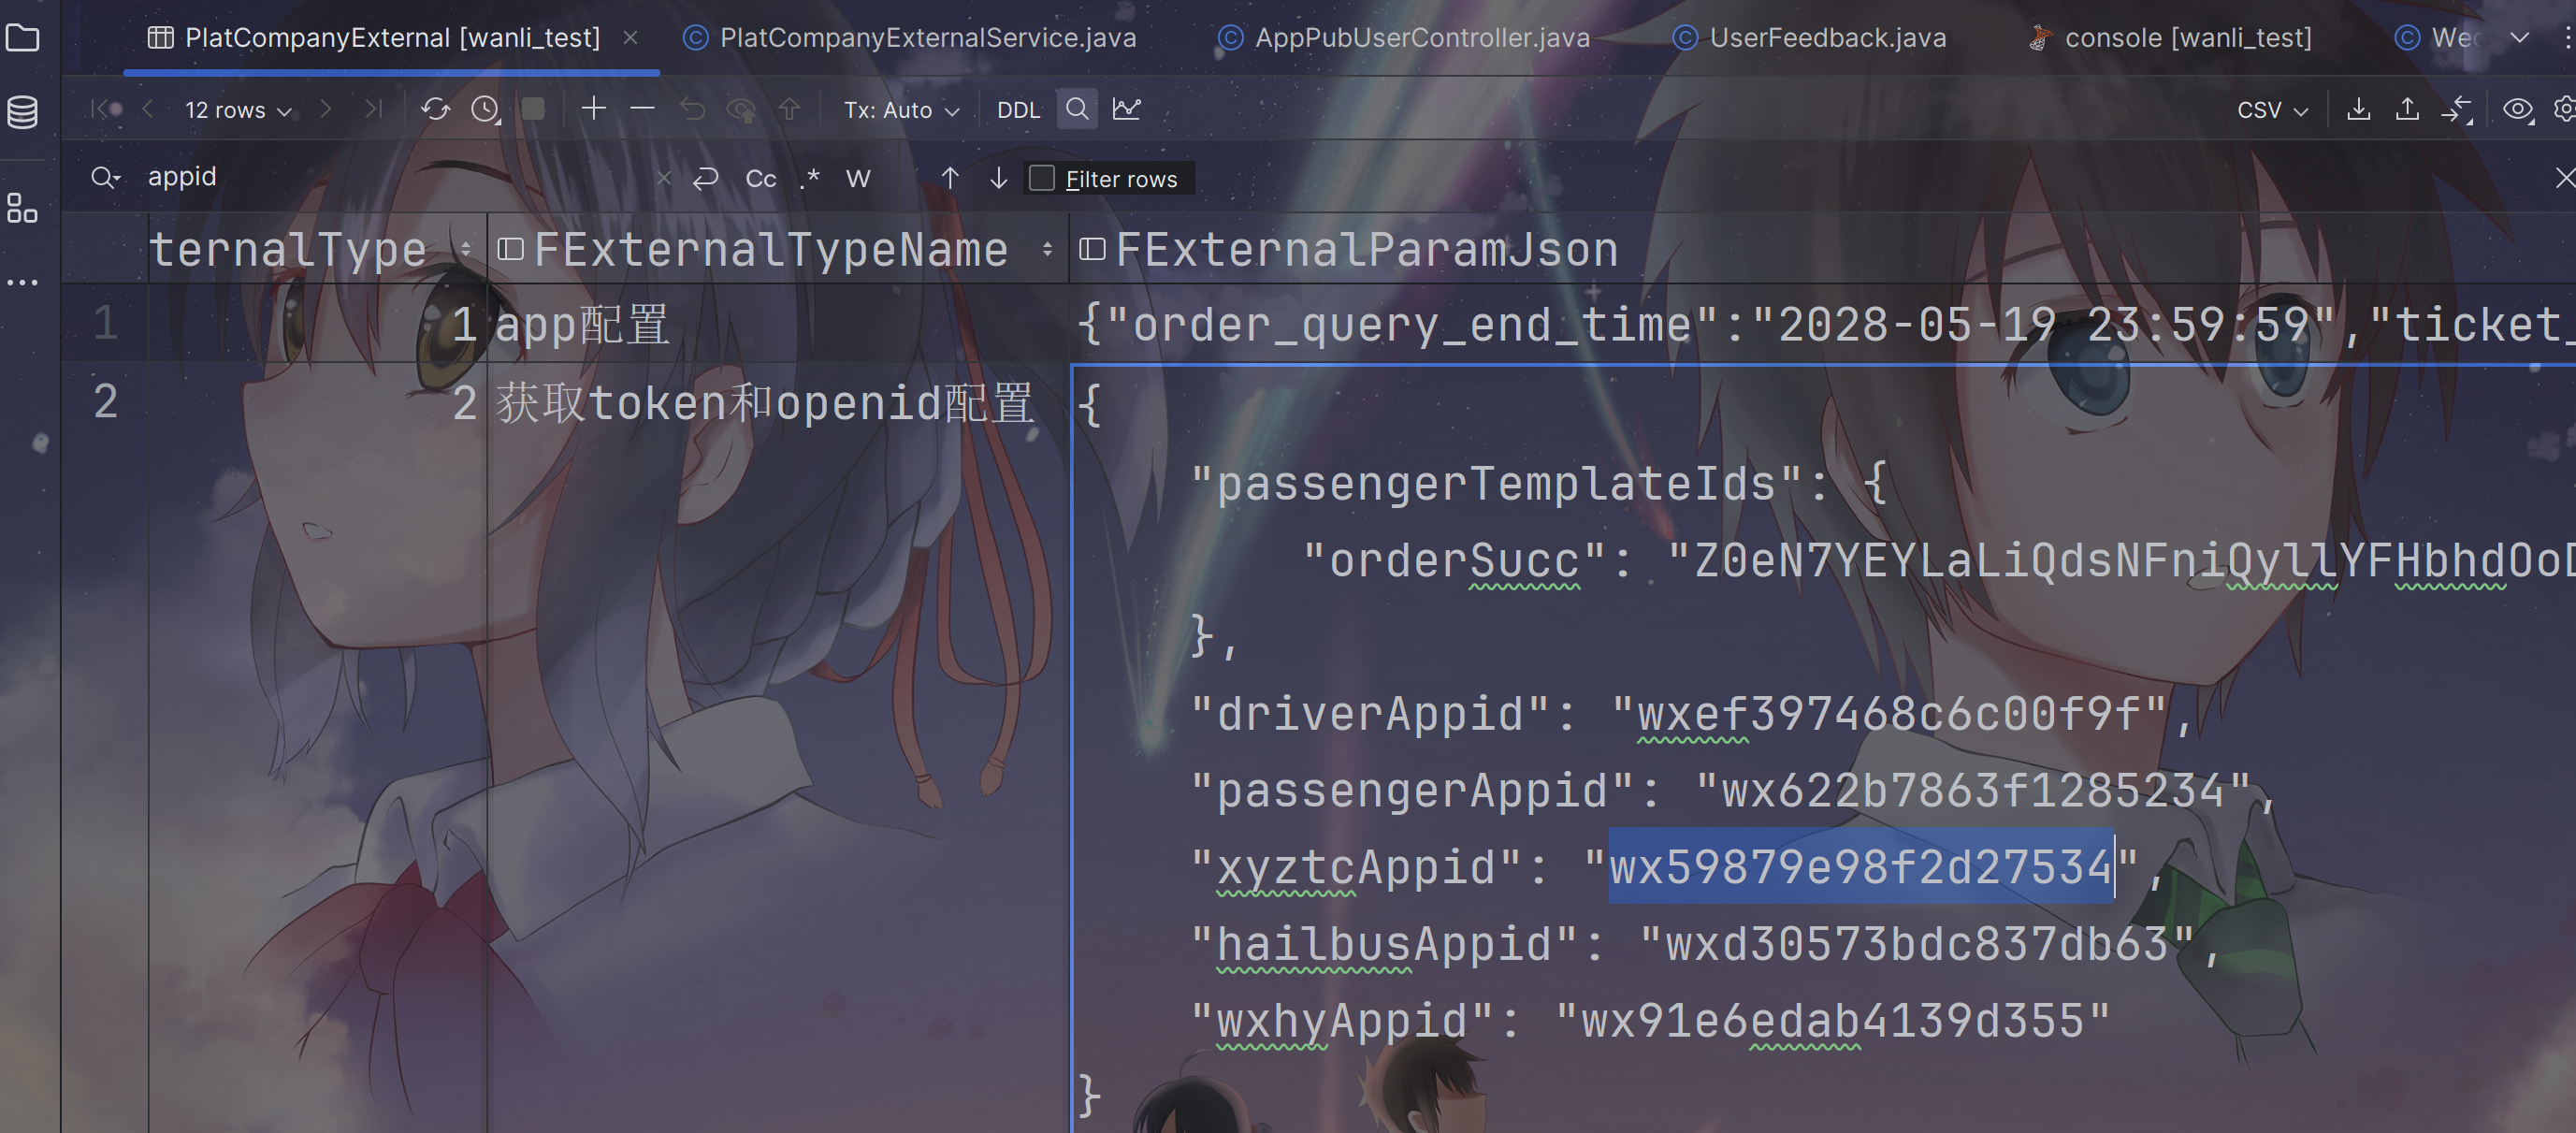 PlatCompanyExternal [wanli_test]
PlatCompanyExternalService.java
AppPubUserController.java
UserFeedback.java
console [wanli_test]
12 rows
Tx: Auto
DDL
CSV
appid
Cc
.*
W
Filter rows
ternalType
FExternalTypeName
FExternalParamJson
1
1
app配置
{"order_query_end_time":"2028-05-19 23:59:59","ticket_
2
2
获取token和openid配置
{
"passengerTemplateIds": {
"orderSucc": "Z0eN7YEYLaLiQdsNFniQyllYFHbhdOoD
},
"driverAppid": "wxef397468c6c00f9f",
"passengerAppid": "wx622b7863f1285234",
"xyztcAppid": "wx59879e98f2d27534",
"hailbusAppid": "wxd30573bdc837db63",
"wxhyAppid": "wx91e6edab4139d355"
}